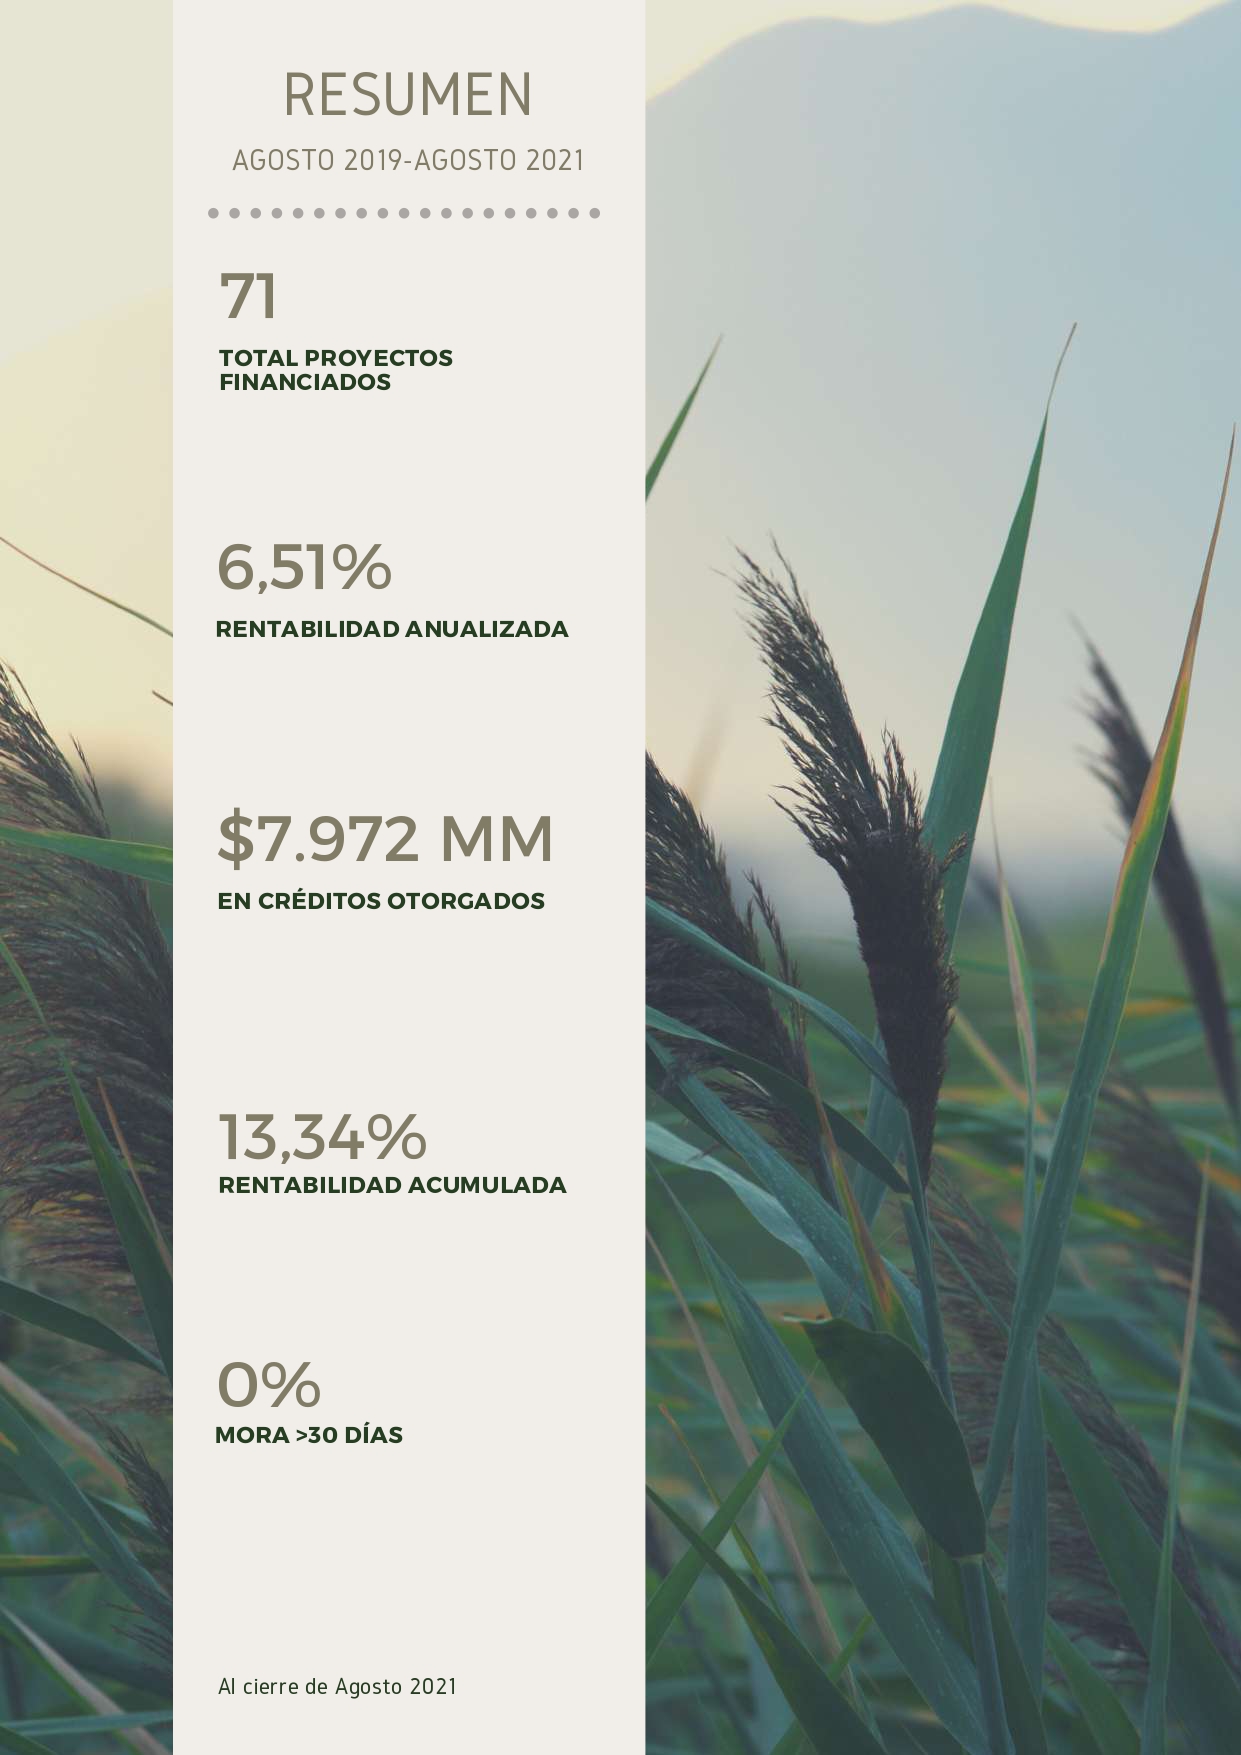 RESUMEN
AGOSTO 2019-AGOSTO 2021
71
TOTAL PROYECTOS
FINANCIADOS
6,51%
RENTABILIDAD ANUALIZADA
$7.972 MM
EN CRÉDITOS OTORGADOS
13,34%
RENTABILIDAD ACUMULADA
0%
MORA >30 DÍAS
Al cierre de Agosto 2021